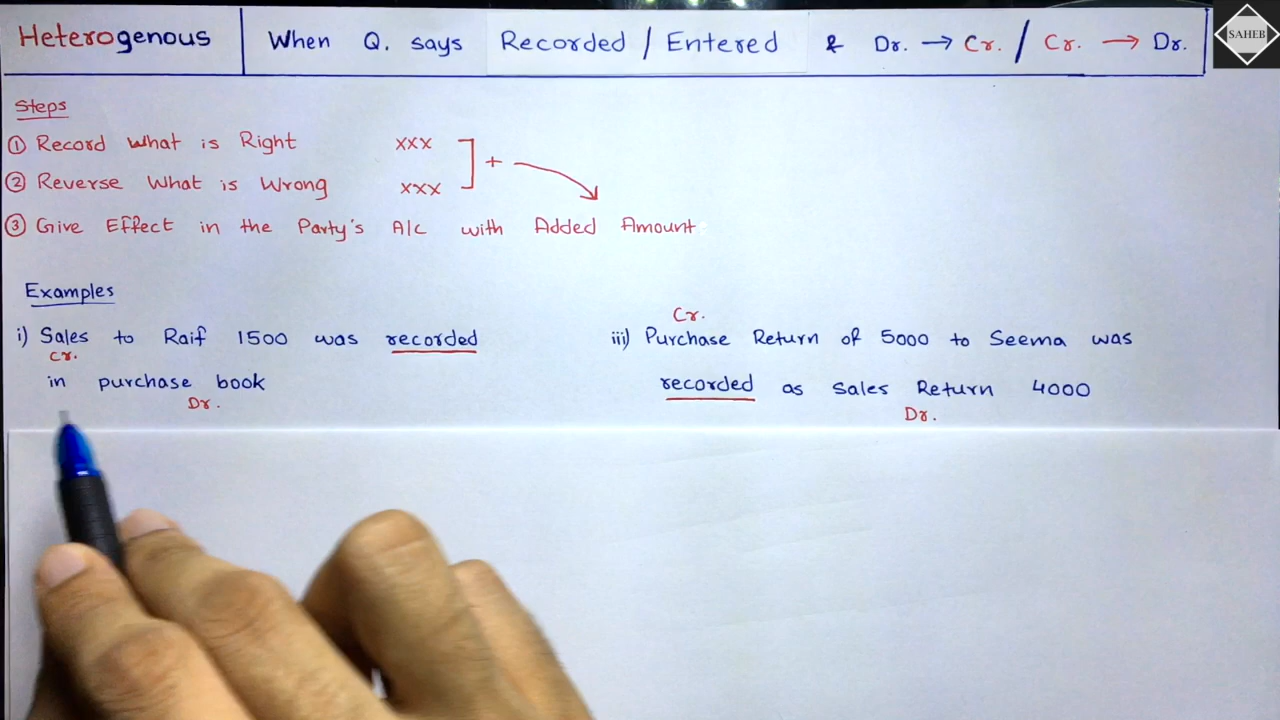 Heterogenous When Q. says Recorded / Entered & Dr. → Cr. / Cr. → Dr.
SAHEB
Steps
① Record What is Right xxx
② Reverse What is Wrong xxx ] +
③ Give Effect in the Party's A/c with Added Amount
Examples
i) Sales to Raif 1500 was recorded
Cr.
in purchase book
Dr.
Cr.
iii) Purchase Return of 5000 to Seema was
recorded as Sales Return 4000
Dr.